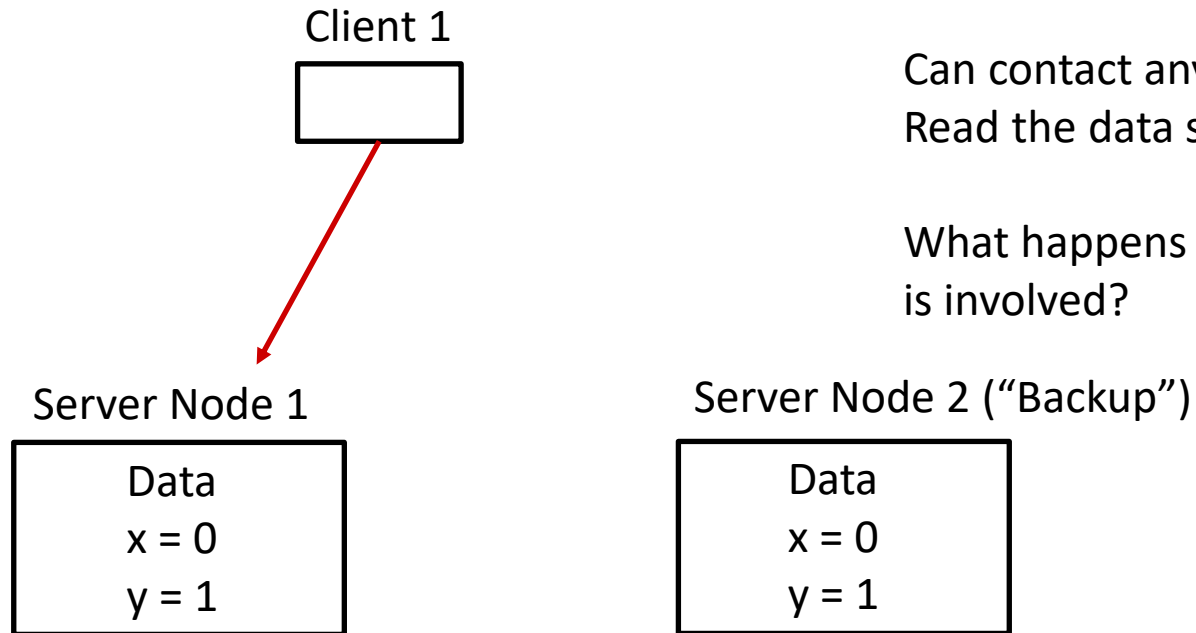 Client 1
Can contact any
Read the data s
What happens
is involved?
Server Node 1
Server Node 2 (“Backup”)
Data
x = 0
y = 1
Data
x = 0
y = 1